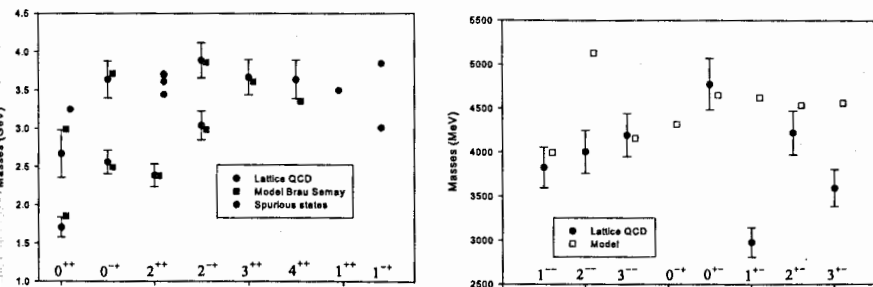 4.5
4.0
3.5
3.0
2.5
2.0
1.5
1.0
Masses (GeV)
Lattice QCD
Model Brau Semay
Spurious states
0⁺⁺ 0⁻⁺ 2⁺⁺ 2⁻⁺ 3⁺⁺ 4⁺⁺ 1⁺⁺ 1⁻⁺
5500
5000
4500
4000
3500
3000
2500
Masses (MeV)
Lattice QCD
Model
1⁻⁻ 2⁻⁻ 3⁻⁻ 0⁻⁺ 0⁺⁻ 1⁺⁻ 2⁺⁻ 3⁺⁻